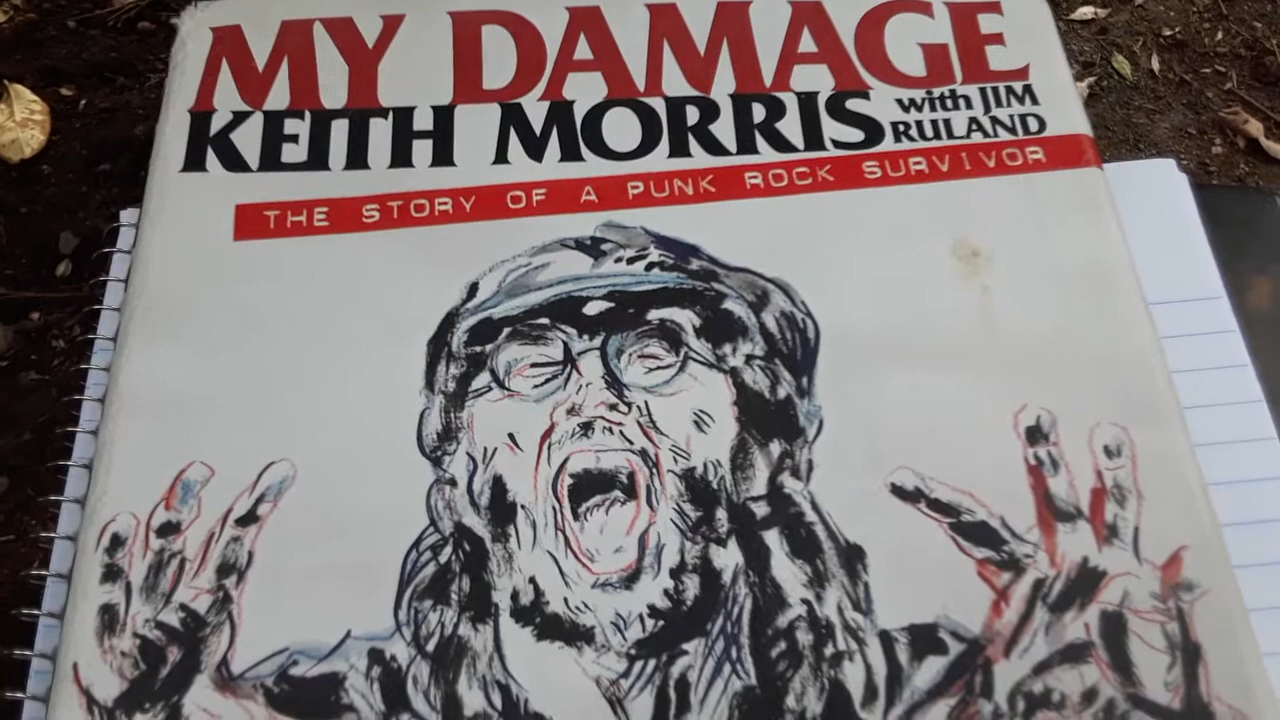 MY DAMAGE
KEITH MORRIS with JIM RULAND
THE STORY OF A PUNK ROCK SURVIVOR